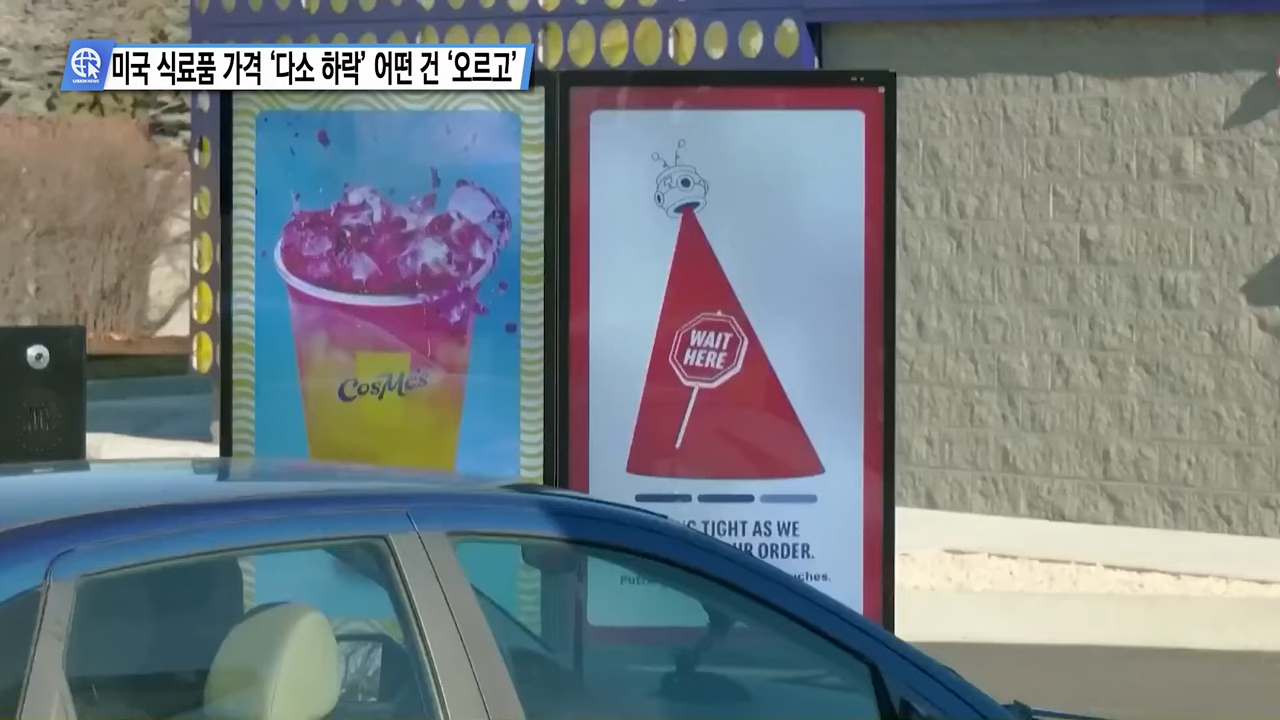 미국 식료품 가격 ‘다소 하락’ 어떤 건 ‘오르고’
CosMc's
WAIT
HERE
TIGHT AS WE
ORDER.